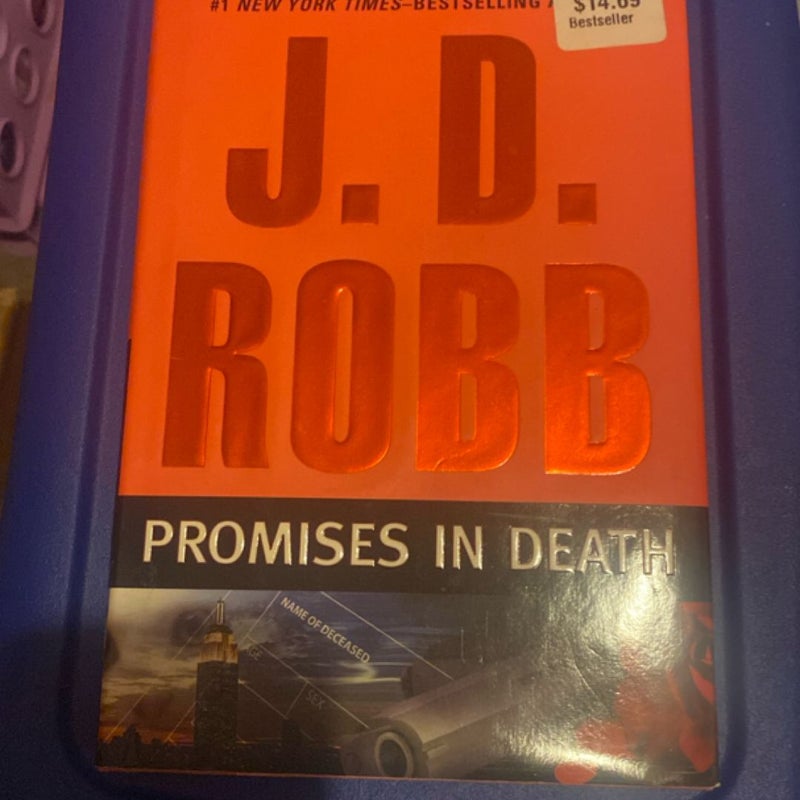 #1 NEW YORK TIMES–BESTSELLING
$14.69
Bestseller
J. D.
ROBB
PROMISES IN DEATH
NAME OF DECEASED
SEX